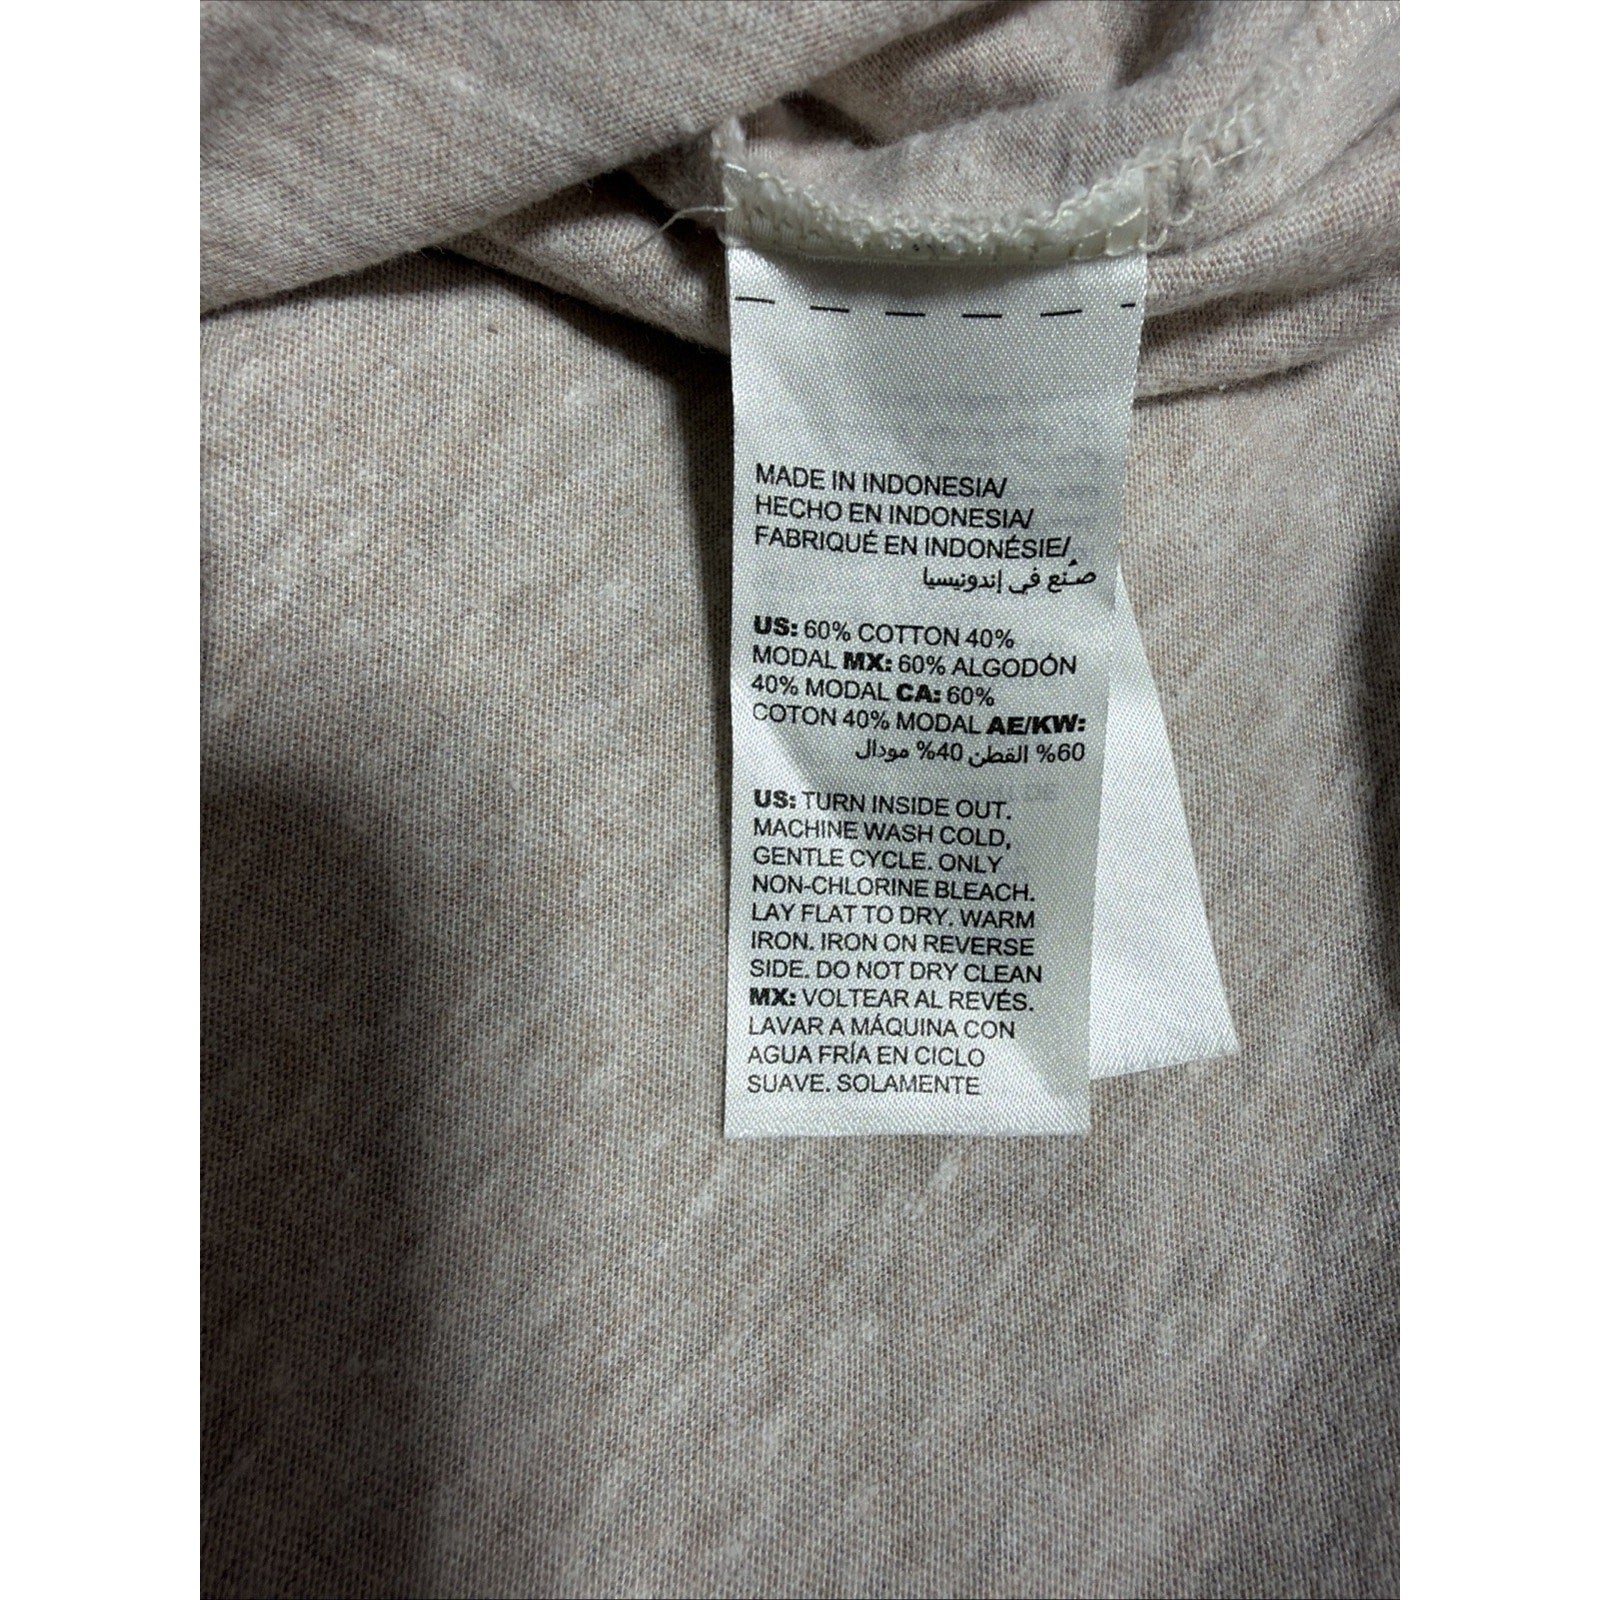 MADE IN INDONESIA/
HECHO EN INDONESIA/
FABRIQUÉ EN INDONÉSIE/
صُنع في إندونيسيا
US: 60% COTTON 40%
MODAL MX: 60% ALGODÓN
40% MODAL CA: 60%
COTON 40% MODAL AE/KW:
60% القطن 40% مودال
US: TURN INSIDE OUT.
MACHINE WASH COLD,
GENTLE CYCLE. ONLY
NON-CHLORINE BLEACH.
LAY FLAT TO DRY. WARM
IRON. IRON ON REVERSE
SIDE. DO NOT DRY CLEAN
MX: VOLTEAR AL REVÉS.
LAVAR A MÁQUINA CON
AGUA FRÍA EN CICLO
SUAVE. SOLAMENTE